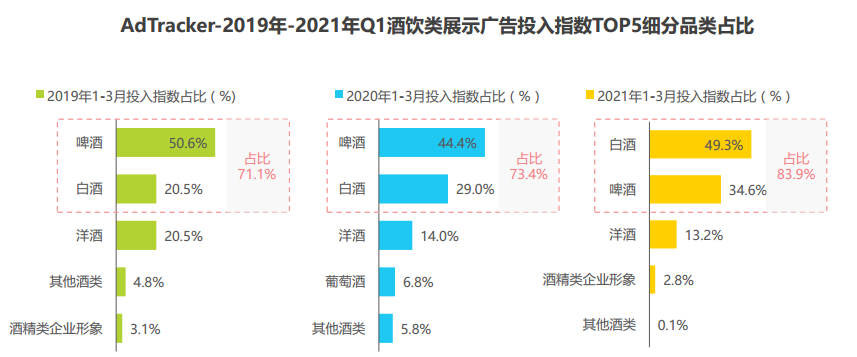 AdTracker-2019年-2021年Q1酒饮类展示广告投入指数TOP5细分品类占比
2019年1-3月投入指数占比（%）
啤酒 50.6%
白酒 20.5%
占比
71.1%
洋酒 20.5%
其他酒类 4.8%
酒精类企业形象 3.1%
2020年1-3月投入指数占比（%）
啤酒 44.4%
白酒 29.0%
占比
73.4%
洋酒 14.0%
葡萄酒 6.8%
其他酒类 5.8%
2021年1-3月投入指数占比（%）
白酒 49.3%
啤酒 34.6%
占比
83.9%
洋酒 13.2%
酒精类企业形象 2.8%
其他酒类 0.1%